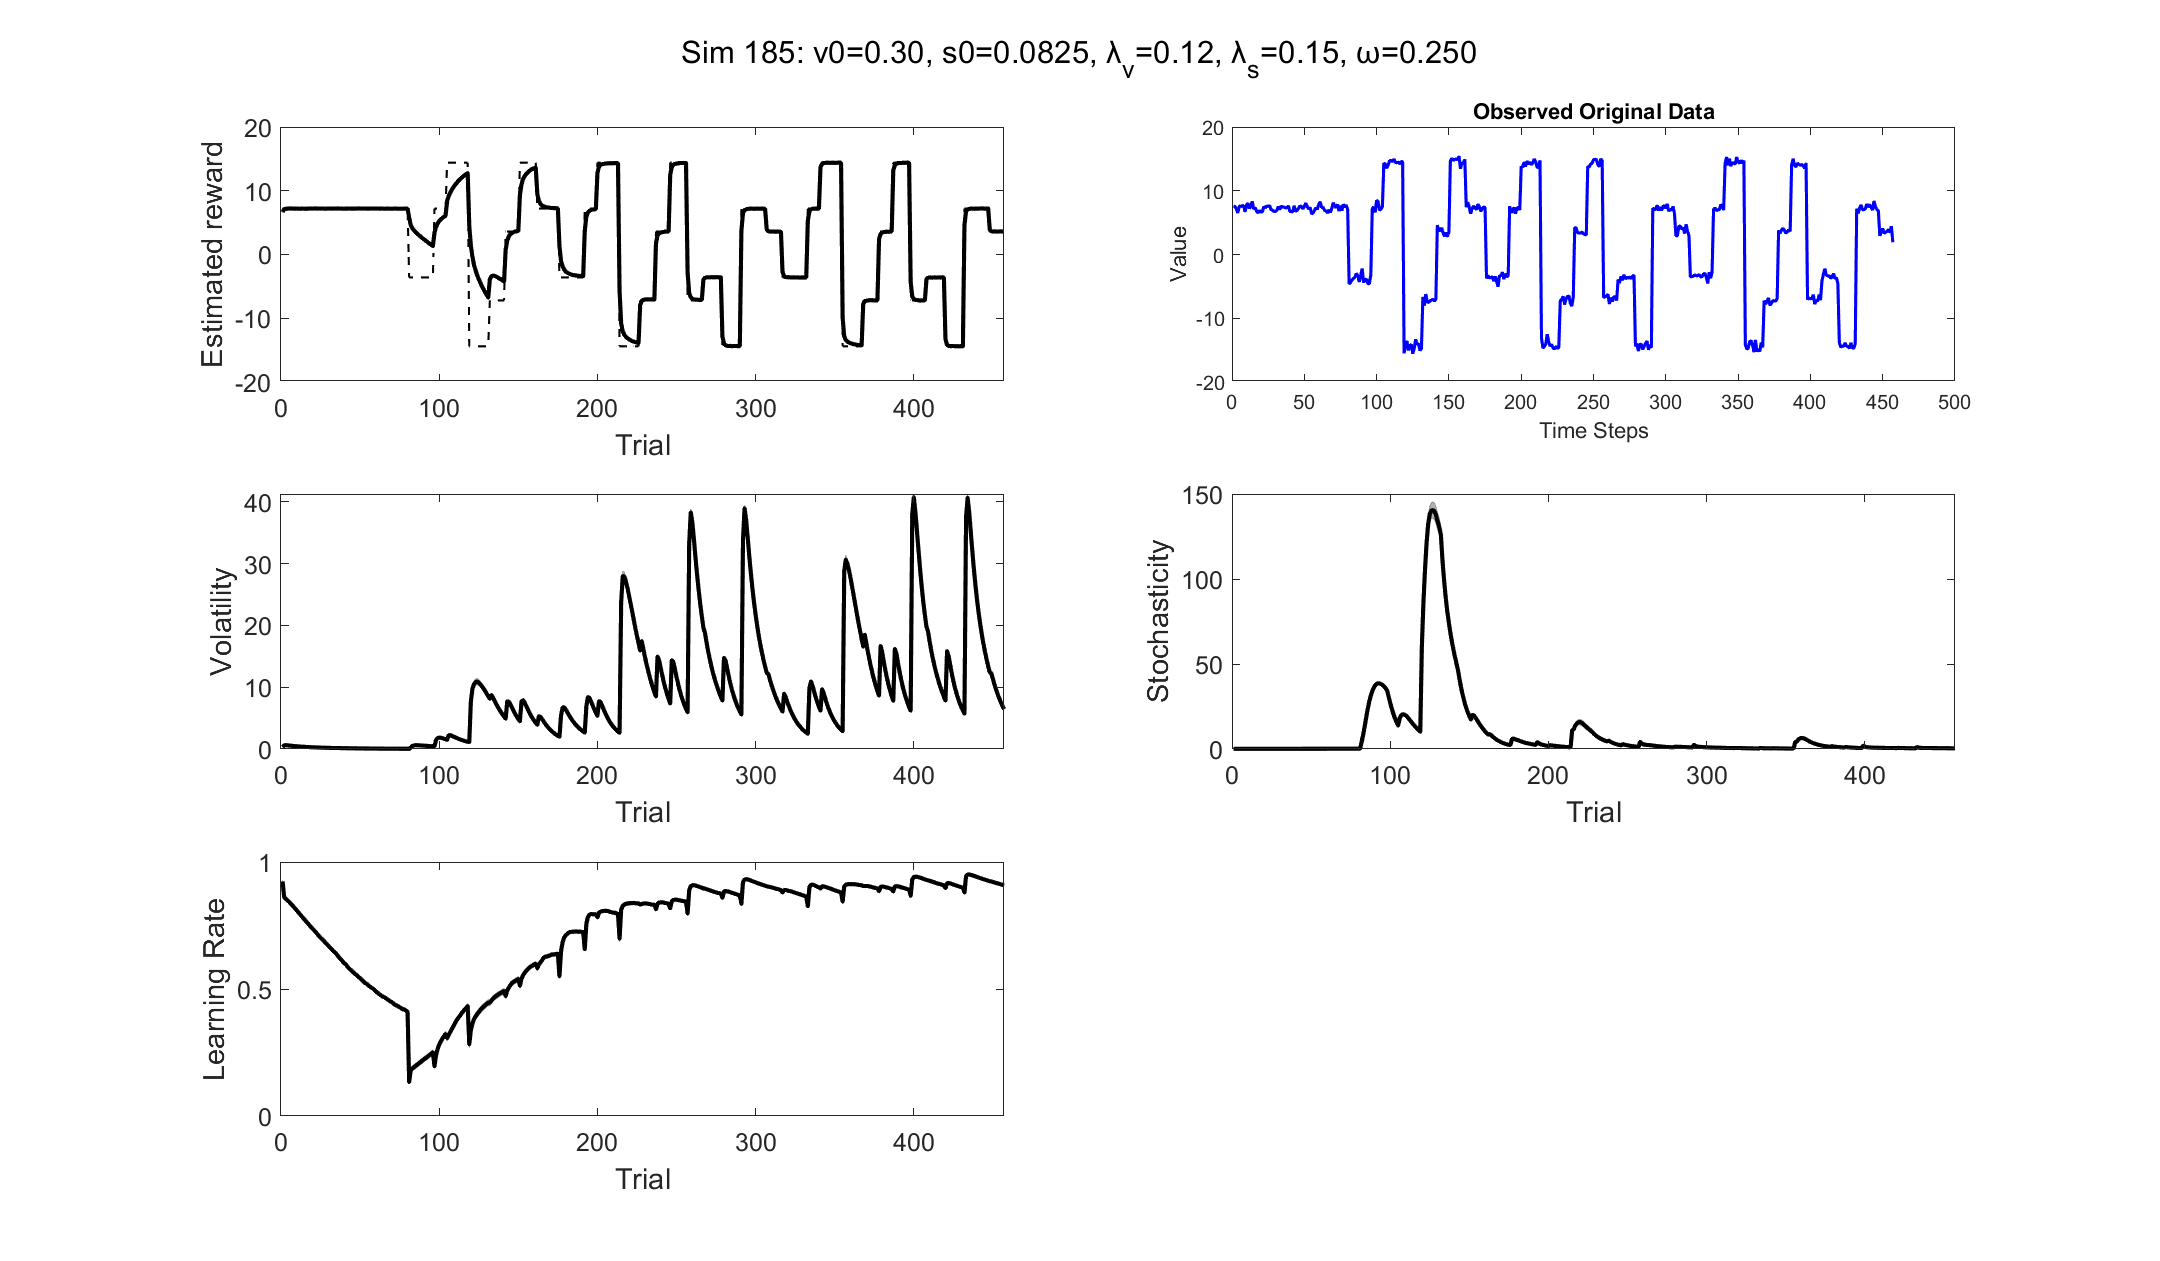 Sim 185: v0=0.30, s0=0.0825, λv=0.12, λs=0.15, ω=0.250
20
10
0
-10
-20
Estimated reward
0 100 200 300 400
Trial
Observed Original Data
20
10
0
-10
-20
Value
0 50 100 150 200 250 300 350 400 450 500
Time Steps
40
30
20
10
0
Volatility
0 100 200 300 400
Trial
150
100
50
0
Stochasticity
0 100 200 300 400
Trial
1
0.5
0
Learning Rate
0 100 200 300 400
Trial